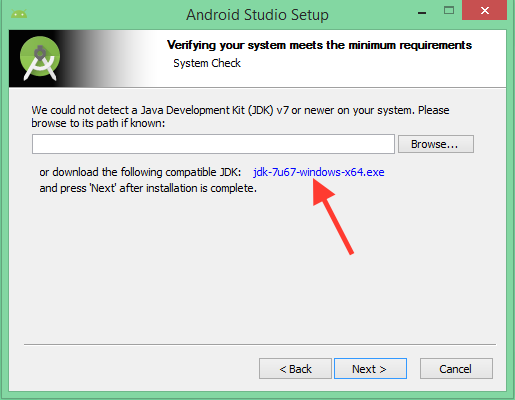 Android Studio Setup
Verifying your system meets the minimum requirements
System Check
We could not detect a Java Development Kit (JDK) v7 or newer on your system. Please
browse to its path if known:
Browse...
or download the following compatible JDK: jdk-7u67-windows-x64.exe
and press 'Next' after installation is complete.
< Back
Next >
Cancel